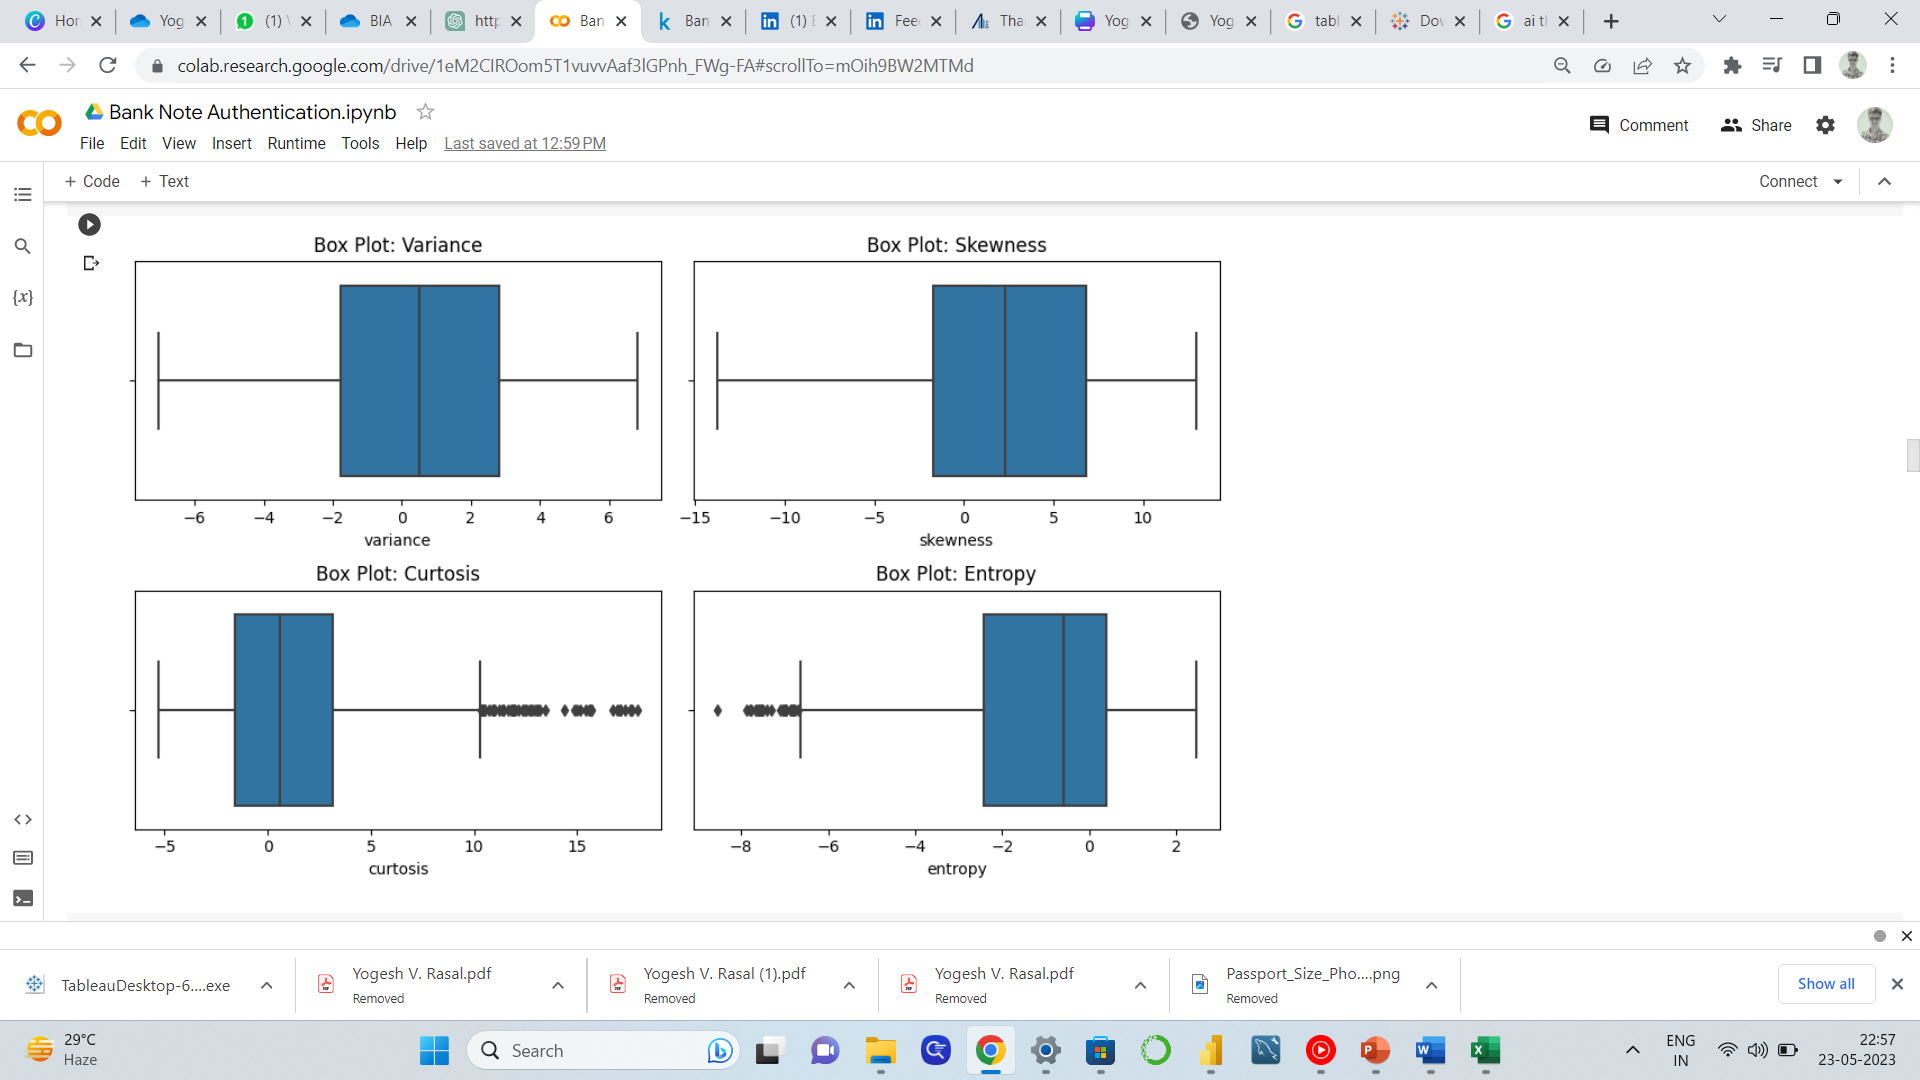 Hor
Yog
(1)
BIA
http
Ban
Ban
(1)
Feed
Tha
Yog
Yog
tabl
Dov
ai tl
colab.research.google.com/drive/1eM2CIROom5T1vuvvAaf3lGPnh_FWg-FA#scrollTo=mOih9BW2MTMd
Bank Note Authentication.ipynb
Comment
Share
File Edit View Insert Runtime Tools Help Last saved at 12:59 PM
+ Code + Text
Connect
{x}
Box Plot: Variance
Box Plot: Skewness
−6 −4 −2 0 2 4 6
−15 −10 −5 0 5 10
variance
skewness
Box Plot: Curtosis
Box Plot: Entropy
−5 0 5 10 15
−8 −6 −4 −2 0 2
curtosis
entropy
TableauDesktop-6....exe
Yogesh V. Rasal.pdf
Removed
Yogesh V. Rasal (1).pdf
Removed
Yogesh V. Rasal.pdf
Removed
Passport_Size_Pho....png
Removed
Show all
29°C
Haze
Search
ENG
IN
22:57
23-05-2023